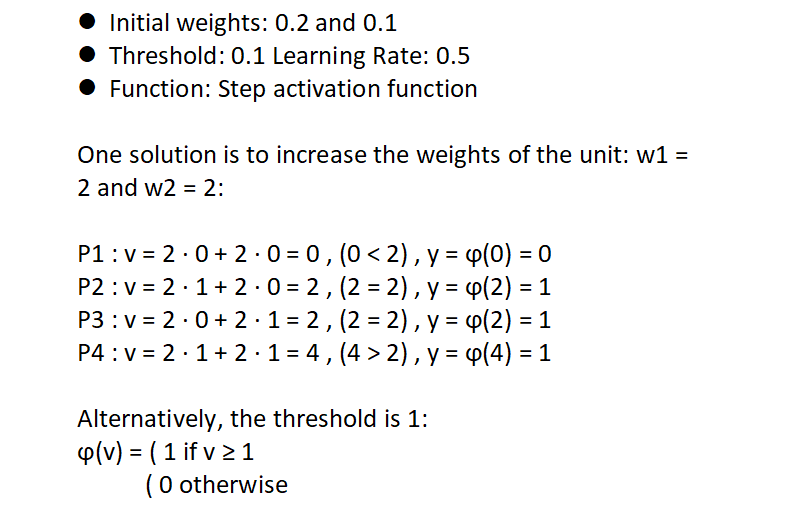 ● Initial weights: 0.2 and 0.1
● Threshold: 0.1 Learning Rate: 0.5
● Function: Step activation function
One solution is to increase the weights of the unit: w1 =
2 and w2 = 2:
P1 : v = 2 · 0 + 2 · 0 = 0 , (0 < 2) , y = φ(0) = 0
P2 : v = 2 · 1 + 2 · 0 = 2 , (2 = 2) , y = φ(2) = 1
P3 : v = 2 · 0 + 2 · 1 = 2 , (2 = 2) , y = φ(2) = 1
P4 : v = 2 · 1 + 2 · 1 = 4 , (4 > 2) , y = φ(4) = 1
Alternatively, the threshold is 1:
φ(v) = ( 1 if v ≥ 1
( 0 otherwise